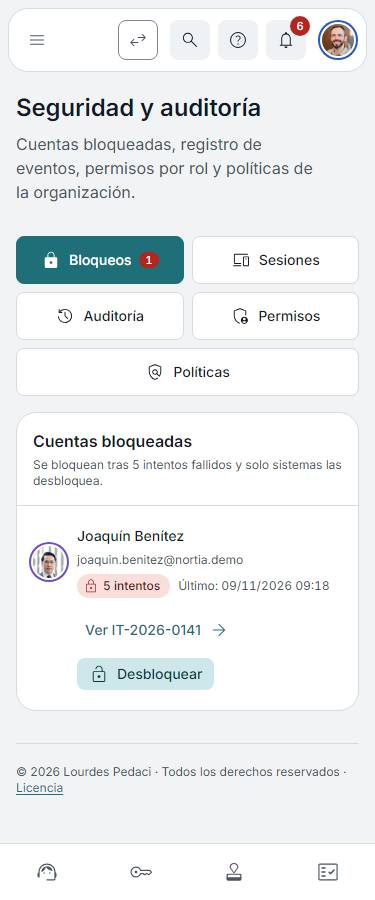 6
Seguridad y auditoría
Cuentas bloqueadas, registro de
eventos, permisos por rol y políticas de
la organización.
Bloqueos 1
Sesiones
Auditoría
Permisos
Políticas
Cuentas bloqueadas
Se bloquean tras 5 intentos fallidos y solo sistemas las
desbloquea.
Joaquín Benítez
joaquin.benitez@nortia.demo
5 intentos
Último: 09/11/2026 09:18
Ver IT-2026-0141
Desbloquear
© 2026 Lourdes Pedaci · Todos los derechos reservados ·
Licencia